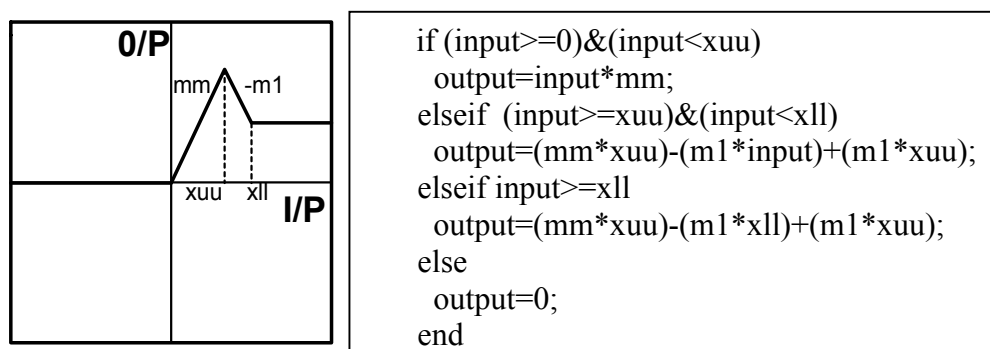 0/P
mm
-m1
xuu
xll
I/P
if (input>=0)&(input<xuu)
output=input*mm;
elseif (input>=xuu)&(input<xll)
output=(mm*xuu)-(m1*input)+(m1*xuu);
elseif input>=xll
output=(mm*xuu)-(m1*xll)+(m1*xuu);
else
output=0;
end